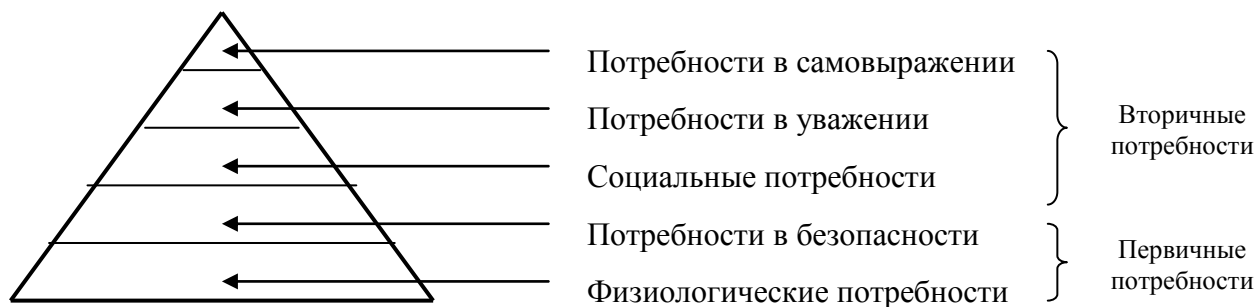 Потребности в самовыражении
Потребности в уважении
Социальные потребности
Потребности в безопасности
Физиологические потребности
Вторичные
потребности
Первичные
потребности